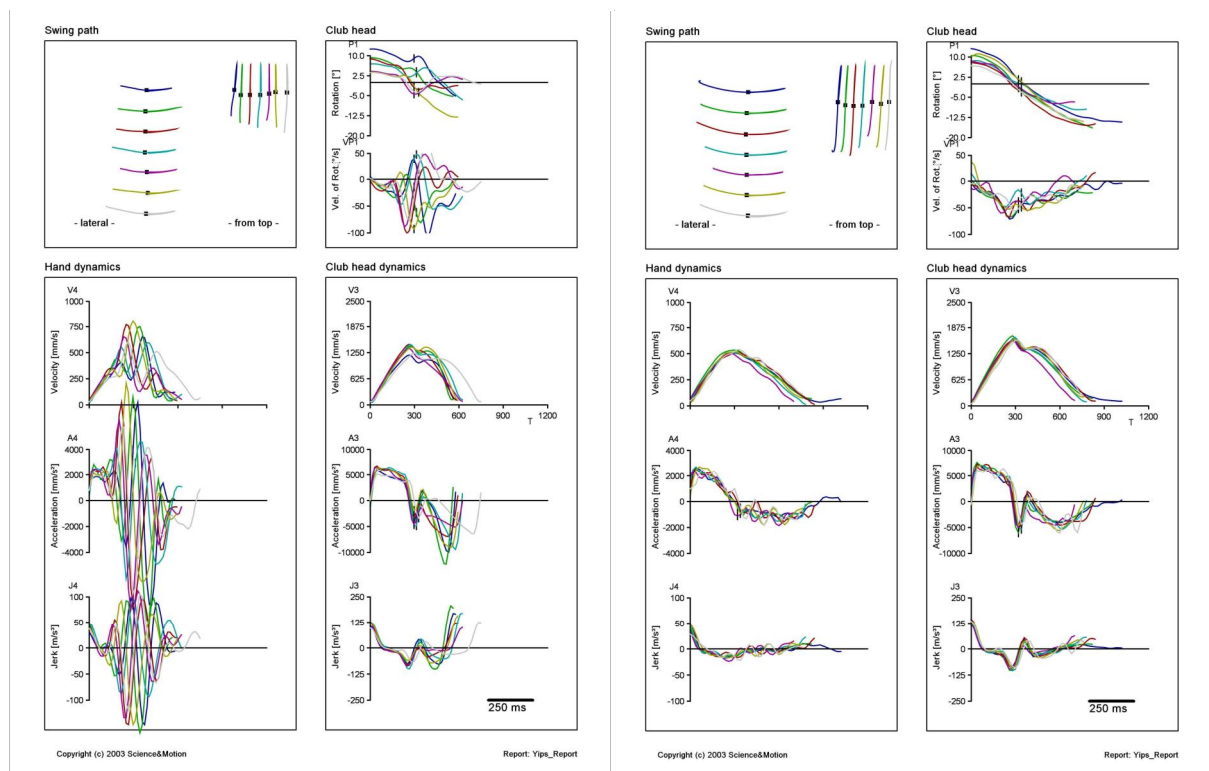 Swing path
- lateral -
- from top -
Club head
P1
Rotation [°]
10.0
2.5
-5.0
-12.5
-20.0
VP1
Vel. of Rot.[°/s]
50
0
-50
-100
Hand dynamics
V4
Velocity [mm/s]
1000
750
500
250
0
A4
Acceleration [mm/s²]
4000
2000
0
-2000
-4000
J4
Jerk [m/s³]
100
50
0
-50
-100
Club head dynamics
V3
Velocity [mm/s]
2500
1875
1250
625
0
0
300
600
900
1200
T
A3
Acceleration [mm/s²]
10000
5000
0
-5000
-10000
J3
Jerk [m/s³]
250
125
0
-125
-250
250 ms
Copyright (c) 2003 Science&Motion
Report: Yips_Report
Swing path
- lateral -
- from top -
Club head
P1
Rotation [°]
10.0
2.5
-5.0
-12.5
-20.0
VP1
Vel. of Rot.[°/s]
50
0
-50
-100
Hand dynamics
V4
Velocity [mm/s]
1000
750
500
250
0
A4
Acceleration [mm/s²]
4000
2000
0
-2000
-4000
J4
Jerk [m/s³]
100
50
0
-50
-100
Club head dynamics
V3
Velocity [mm/s]
2500
1875
1250
625
0
0
300
600
900
1200
T
A3
Acceleration [mm/s²]
10000
5000
0
-5000
-10000
J3
Jerk [m/s³]
250
125
0
-125
-250
250 ms
Copyright (c) 2003 Science&Motion
Report: Yips_Report